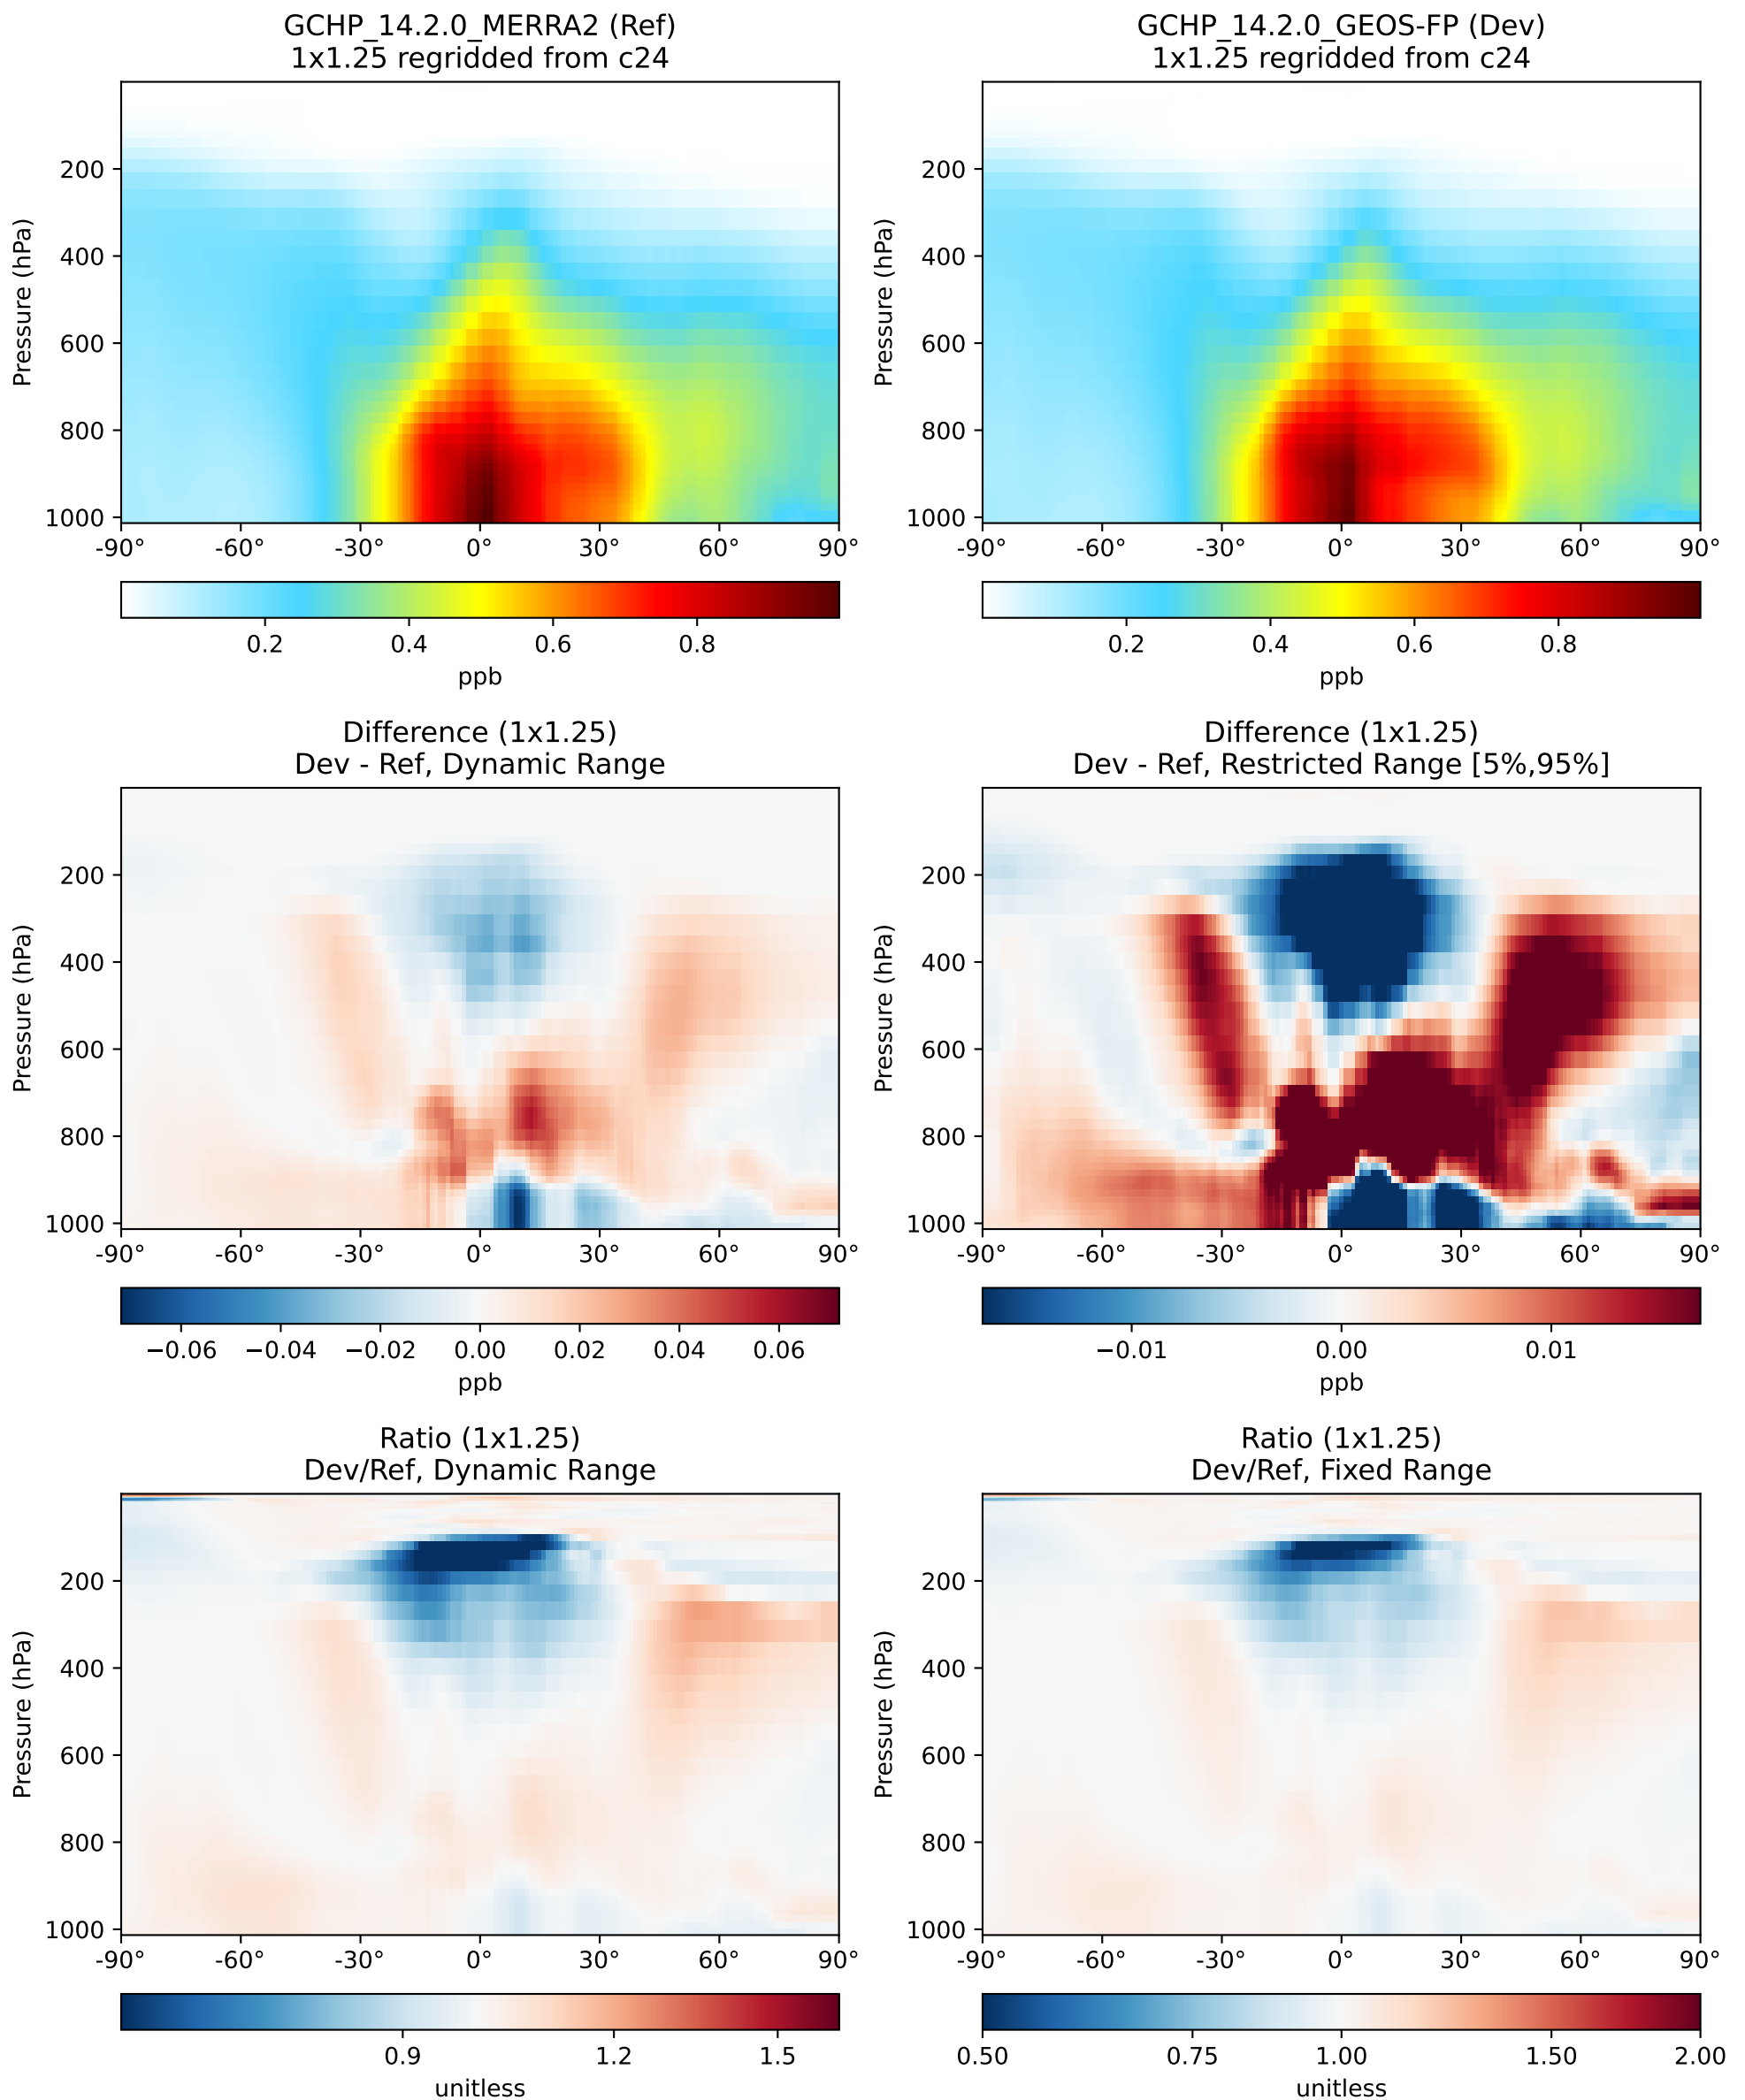 GCHP_14.2.0_MERRA2 (Ref)
1x1.25 regridded from c24
Pressure (hPa)
200
400
600
800
1000
-90° -60° -30° 0° 30° 60° 90°
0.2 0.4 0.6 0.8
ppb
GCHP_14.2.0_GEOS-FP (Dev)
1x1.25 regridded from c24
Pressure (hPa)
200
400
600
800
1000
-90° -60° -30° 0° 30° 60° 90°
0.2 0.4 0.6 0.8
ppb
Difference (1x1.25)
Dev - Ref, Dynamic Range
Pressure (hPa)
200
400
600
800
1000
-90° -60° -30° 0° 30° 60° 90°
−0.06 −0.04 −0.02 0.00 0.02 0.04 0.06
ppb
Difference (1x1.25)
Dev - Ref, Restricted Range [5%,95%]
Pressure (hPa)
200
400
600
800
1000
-90° -60° -30° 0° 30° 60° 90°
−0.01 0.00 0.01
ppb
Ratio (1x1.25)
Dev/Ref, Dynamic Range
Pressure (hPa)
200
400
600
800
1000
-90° -60° -30° 0° 30° 60° 90°
0.9 1.2 1.5
unitless
Ratio (1x1.25)
Dev/Ref, Fixed Range
Pressure (hPa)
200
400
600
800
1000
-90° -60° -30° 0° 30° 60° 90°
0.50 0.75 1.00 1.50 2.00
unitless